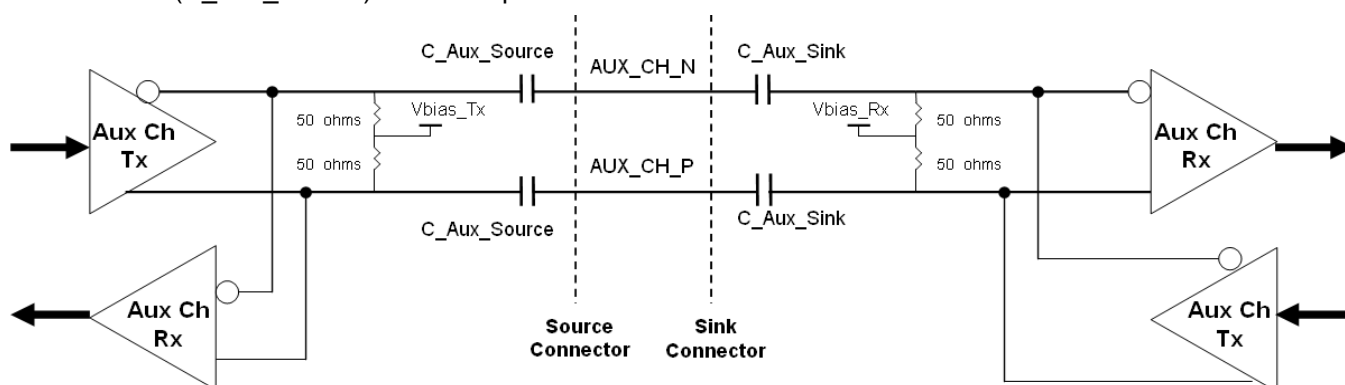 C_Aux_Source
AUX_CH_N
C_Aux_Sink
Aux Ch
Tx
50 ohms
Vbias_Tx
50 ohms
Vbias_Rx
50 ohms
50 ohms
Aux Ch
Rx
AUX_CH_P
C_Aux_Source
C_Aux_Sink
Aux Ch
Rx
Source
Connector
Sink
Connector
Aux Ch
Tx